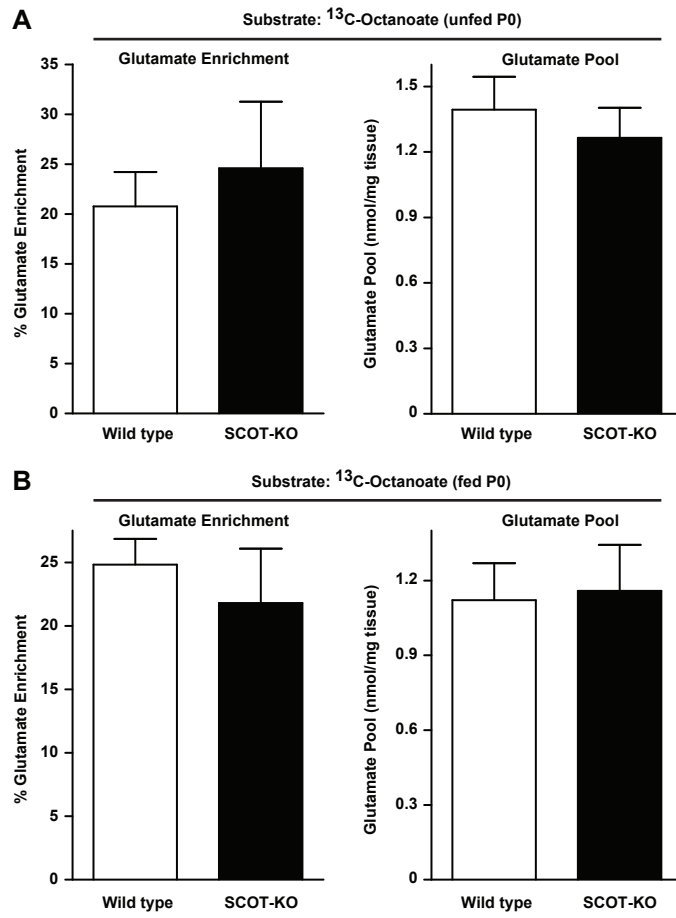 A
Substrate: ¹³C-Octanoate (unfed P0)
Glutamate Enrichment
% Glutamate Enrichment
35
30
25
20
15
10
5
0
Wild type
SCOT-KO
Glutamate Pool
Glutamate Pool (nmol/mg tissue)
1.5
1.2
0.9
0.6
0.3
0
Wild type
SCOT-KO
B
Substrate: ¹³C-Octanoate (fed P0)
Glutamate Enrichment
% Glutamate Enrichment
25
20
15
10
5
0
Wild type
SCOT-KO
Glutamate Pool
Glutamate Pool (nmol/mg tissue)
1.2
0.9
0.6
0.3
0
Wild type
SCOT-KO